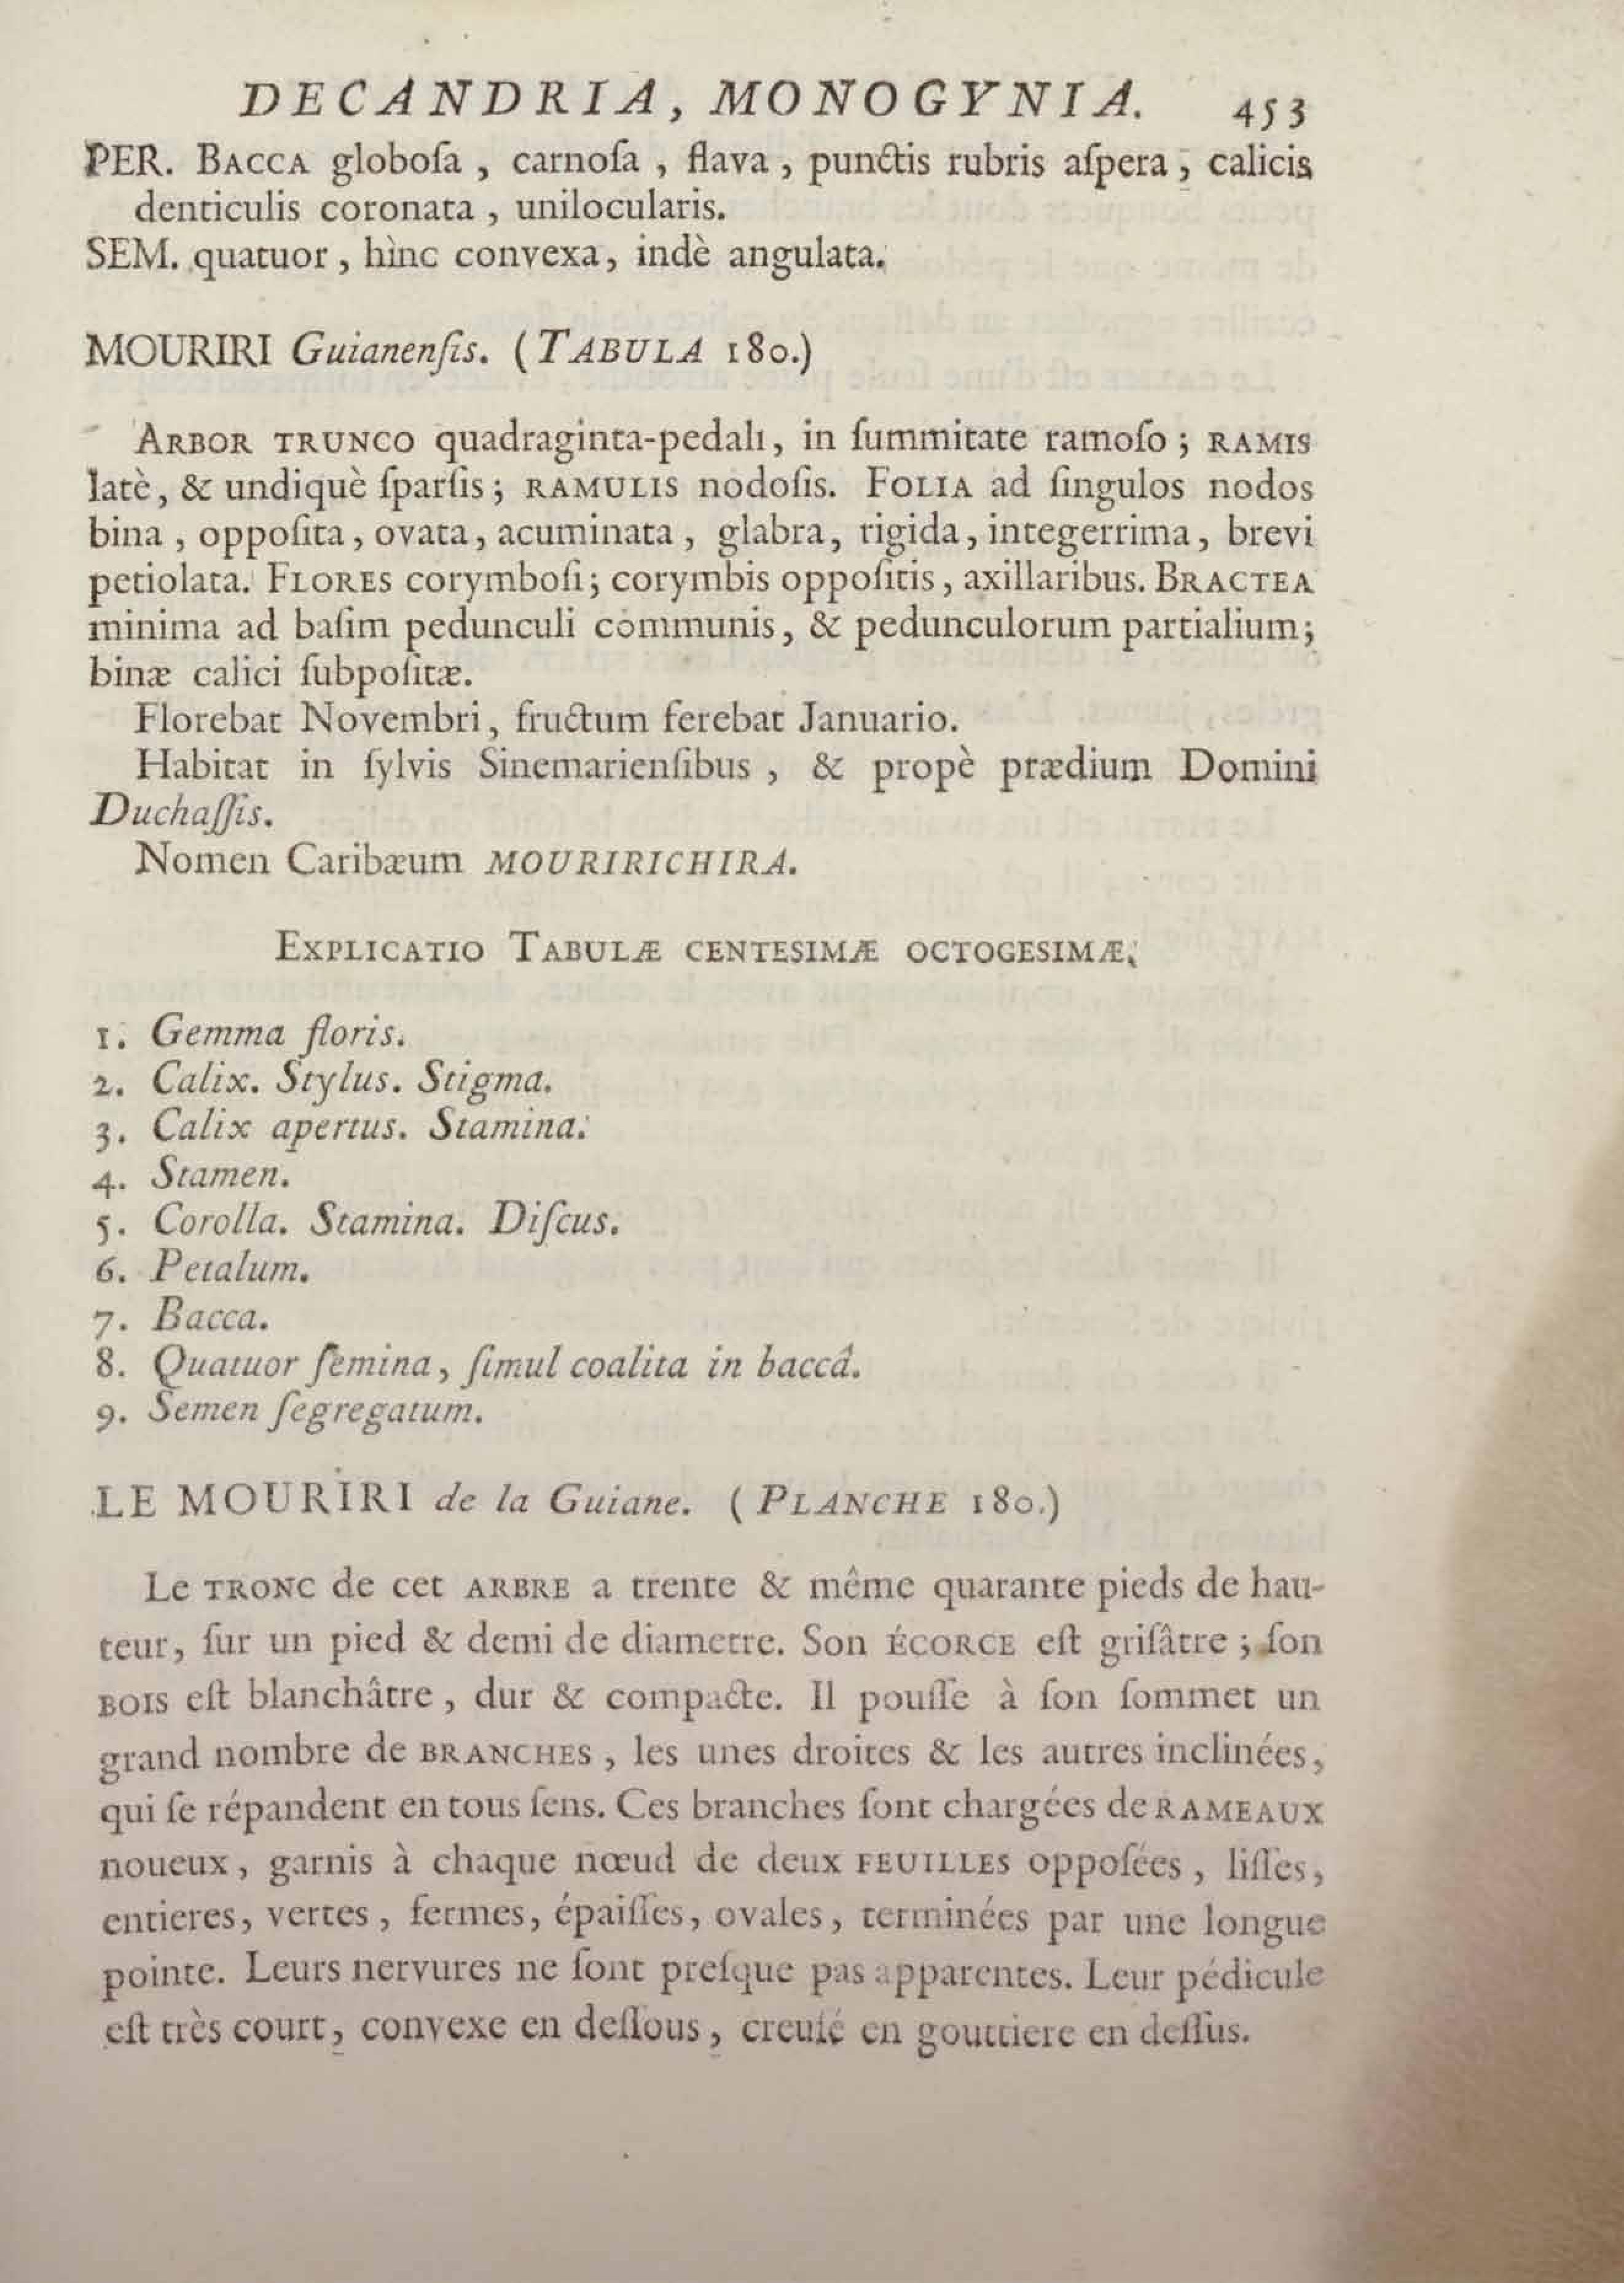 DECANDRIA, MONOGYNIA. 453
PER. BACCA globoſa , carnoſa , flava , punctis rubris aſpera , calicis
denticulis coronata , unilocularis.
SEM. quatuor , hìnc convexa, indè angulata.
MOURIRI Guianenſis. (TABULA 180.)
ARBOR TRUNCO quadraginta-pedali, in ſummitate ramoſo ; RAMIS
latè, & undiquè ſparſis ; RAMULIS nodoſis. FOLIA ad ſingulos nodos
bina , oppoſita , ovata , acuminata , glabra, rigida, integerrima, brevi
petiolata. FLORES corymboſi ; corymbis oppoſitis , axillaribus. BRACTEA
minima ad baſim pedunculi communis, & pedunculorum partialium ;
binæ calici ſubpoſitæ.
Florebat Novembri, fructum ferebat Januario.
Habitat in ſylvis Sinemarienſibus , & propè prædium Domini
Duchaſſis.
Nomen Caribæum MOURIRICHIRA.
EXPLICATIO TABULÆ CENTESIMÆ OCTOGESIMÆ.
1. Gemma floris.
2. Calix. Stylus. Stigma.
3. Calix apertus. Stamina.
4. Stamen.
5. Corolla. Stamina. Diſcus.
6. Petalum.
7. Bacca.
8. Quatuor ſemina, ſimul coalita in baccâ.
9. Semen ſegregatum.
LE MOURIRI de la Guiane. ( PLANCHE 180.)
Le TRONC de cet ARBRE a trente & même quarante pieds de hau-
teur, ſur un pied & demi de diametre. Son ÉCORCE eſt griſâtre ; ſon
BOIS eſt blanchâtre , dur & compacte. Il pouſſe à ſon ſommet un
grand nombre de BRANCHES , les unes droites & les autres inclinées,
qui ſe répandent en tous ſens. Ces branches ſont chargées de RAMEAUX
noueux, garnis à chaque nœud de deux FEUILLES oppoſées , liſſes,
entieres, vertes , fermes, épaiſſes, ovales, terminées par une longue
pointe. Leurs nervures ne ſont preſque pas apparentes. Leur pédicule
eſt très court, convexe en deſſous, creuſé en gouttiere en deſſus.